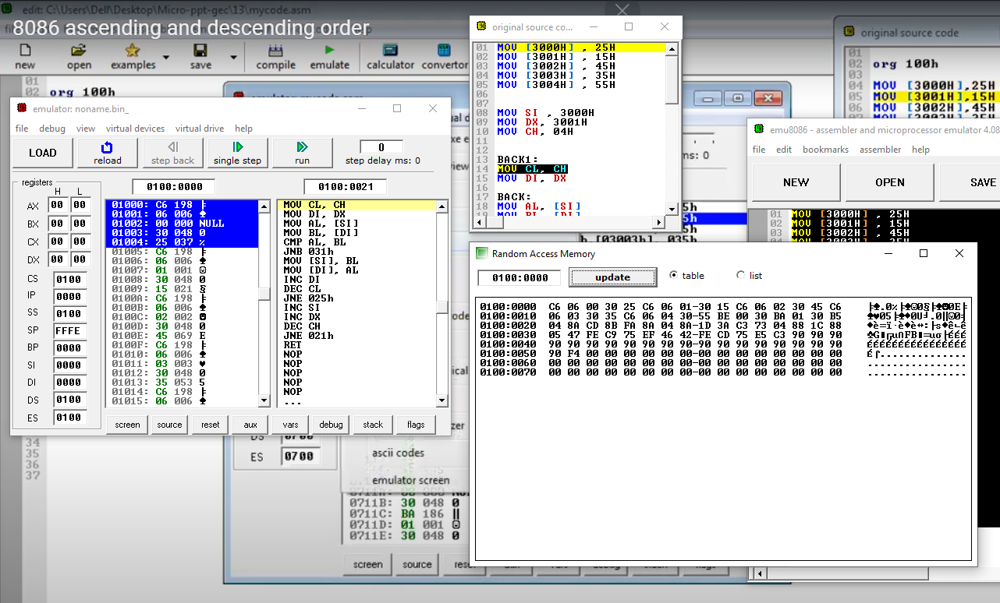 edit: C:\Users\Dell\Desktop\Micro-ppt-gec\13\mycode.asm
8086 ascending and descending order
new
open
examples
save
compile
emulate
calculator
convertor
01
02 org 100h
34
35
36
37
emulator: noname.bin_
file debug view virtual devices virtual drive help
LOAD
reload
step back
single step
run
0
step delay ms: 0
registers
H L
AX 00 00
BX 00 00
CX 00 00
DX 00 00
CS 0100
IP 0000
SS 0100
SP FFFE
BP 0000
SI 0000
DI 0000
DS 0100
ES 0100
0100:0000
0100:0021
01000: C6 198 ╞
01001: 06 006 ♠
01002: 00 000 NULL
01003: 30 048 0
01004: 25 037 %
01005: C6 198 ╞
01006: 06 006 ♠
01007: 01 001 ☺
01008: 30 048 0
01009: 15 021 §
0100A: C6 198 ╞
0100B: 06 006 ♠
0100C: 02 002 ☻
0100D: 30 048 0
0100E: 45 069 E
0100F: C6 198 ╞
01010: 06 006 ♠
01011: 03 003 ♥
01012: 30 048 0
01013: 35 053 5
01014: C6 198 ╞
01015: 06 006 ♠
MOV CL, CH
MOV DI, DX
MOV AL, [SI]
MOV BL, [DI]
CMP AL, BL
JNB 031h
MOV [SI], BL
MOV [DI], AL
INC DI
DEC CL
JNE 025h
INC SI
INC DX
DEC CH
JNE 021h
RET
NOP
NOP
NOP
NOP
NOP
...
screen source reset aux vars debug stack flags
DS 0700
ES 0700
ascii codes
emulator screen
0711B: 30 048 0
0711C: BA 186 ║
0711D: 01 001 ☺
0711E: 30 048 0
screen source
original source co...
01 MOV [3000H] , 25H
02 MOV [3001H] , 15H
03 MOV [3002H] , 45H
04 MOV [3003H] , 35H
05 MOV [3004H] , 55H
06
07
08 MOV SI , 3000H
09 MOV DX, 3001H
10 MOV CH, 04H
11
12
13 BACK1:
14 MOV CL, CH
15 MOV DI, DX
16
17 BACK:
18 MOV AL, [SI]
ms: 0
original source code
01
02 org 100h
03
04 MOV [3000H],25H
05 MOV [3001H],15H
06 MOV [3002H],45H
emu8086 - assembler and microprocessor emulator 4.08
file edit bookmarks assembler help
NEW
OPEN
SAVE
01 MOV [3000H] , 25H
02 MOV [3001H] , 15H
03 MOV [3002H] , 45H
Random Access Memory
0100:0000
update
table
list
0100:0000 C6 06 00 30 25 C6 06 01-30 15 C6 06 02 30 45 C6
0100:0010 06 03 30 35 C6 06 04 30-55 BE 00 30 BA 01 30 B5
0100:0020 04 8A CD 8B FA 8A 04 8A-1D 3A C3 73 04 88 1C 88
0100:0030 05 47 FE C9 75 EF 46 42-FE CD 75 E5 C3 90 90 90
0100:0040 90 90 90 90 90 90 90 90-90 90 90 90 90 90 90 90
0100:0050 90 F4 00 00 00 00 00 00-00 00 00 00 00 00 00 00
0100:0060 00 00 00 00 00 00 00 00-00 00 00 00 00 00 00 00
0100:0070 00 00 00 00 00 00 00 00-00 00 00 00 00 00 00 00